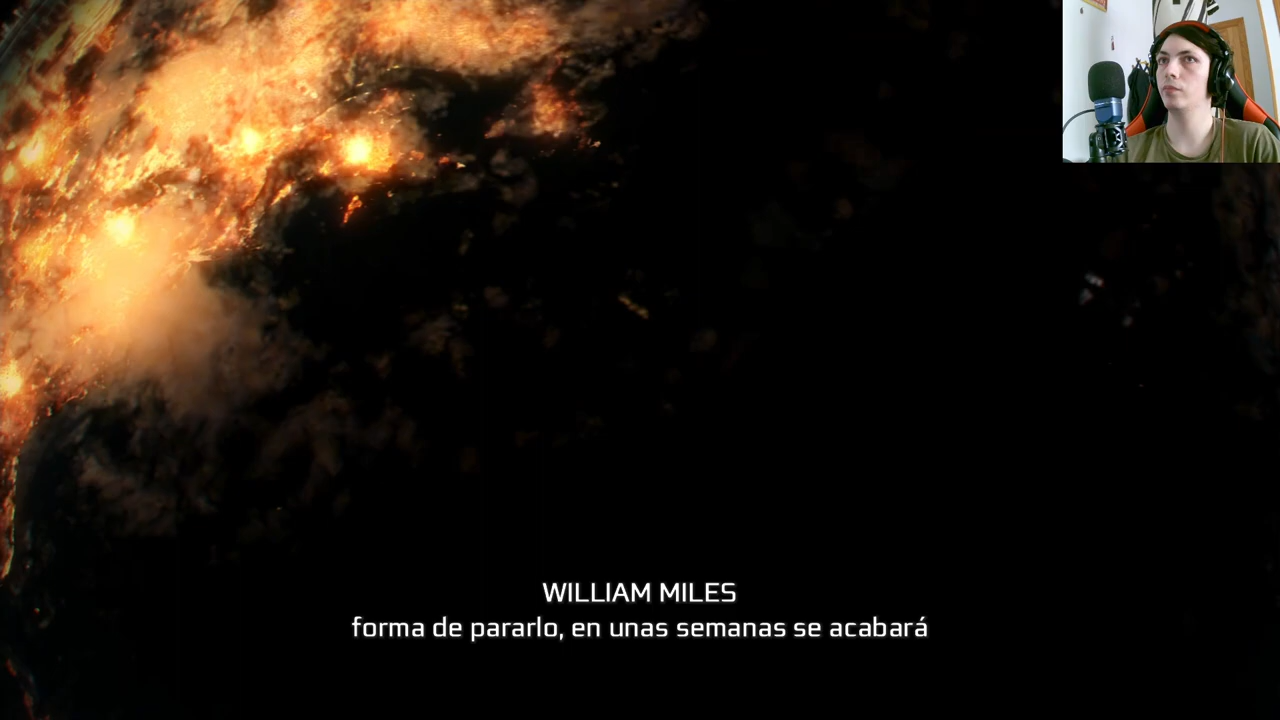 WILLIAM MILES
forma de pararlo, en unas semanas se acabará